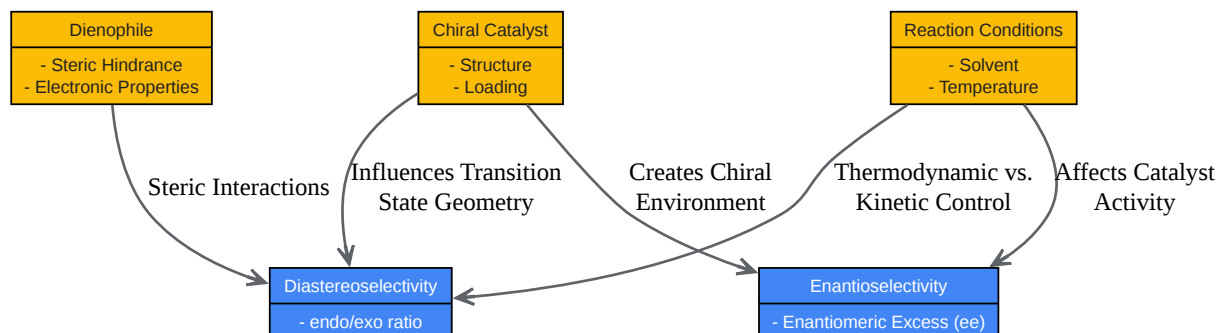 Dienophile
- Steric Hindrance
- Electronic Properties
Chiral Catalyst
- Structure
- Loading
Reaction Conditions
- Solvent
- Temperature
Steric Interactions
Influences Transition
State Geometry
Creates Chiral
Environment
Thermodynamic vs.
Kinetic Control
Affects Catalyst
Activity
Diastereoselectivity
- endo/exo ratio
Enantioselectivity
- Enantiomeric Excess (ee)